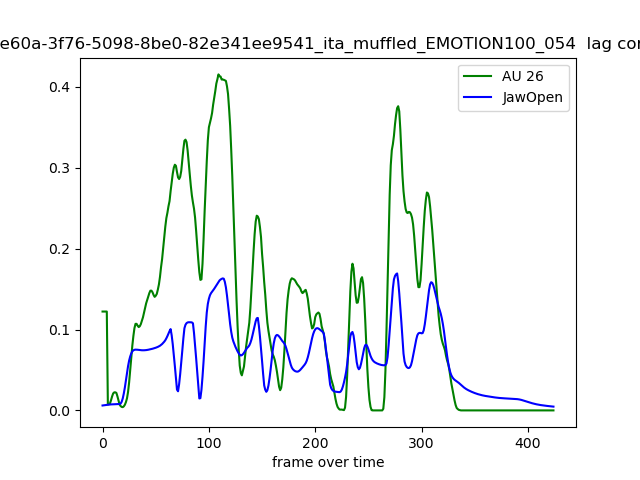 e60a-3f76-5098-8be0-82e341ee9541_ita_muffled_EMOTION100_054 lag cor
AU 26
JawOpen
0.4
0.3
0.2
0.1
0.0
0 100 200 300 400
frame over time